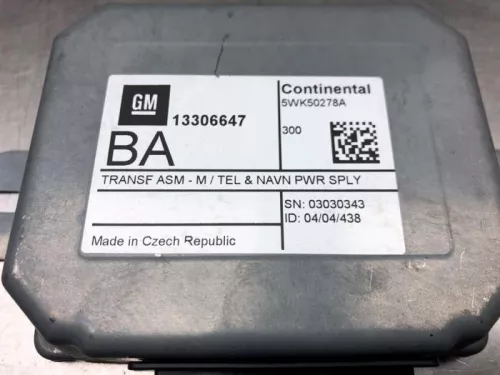 GM
13306647
BA
Continental
5WK50278A
300
TRANSF ASM - M / TEL & NAVN PWR SPLY
SN: 03030343
ID: 04/04/438
Made in Czech Republic